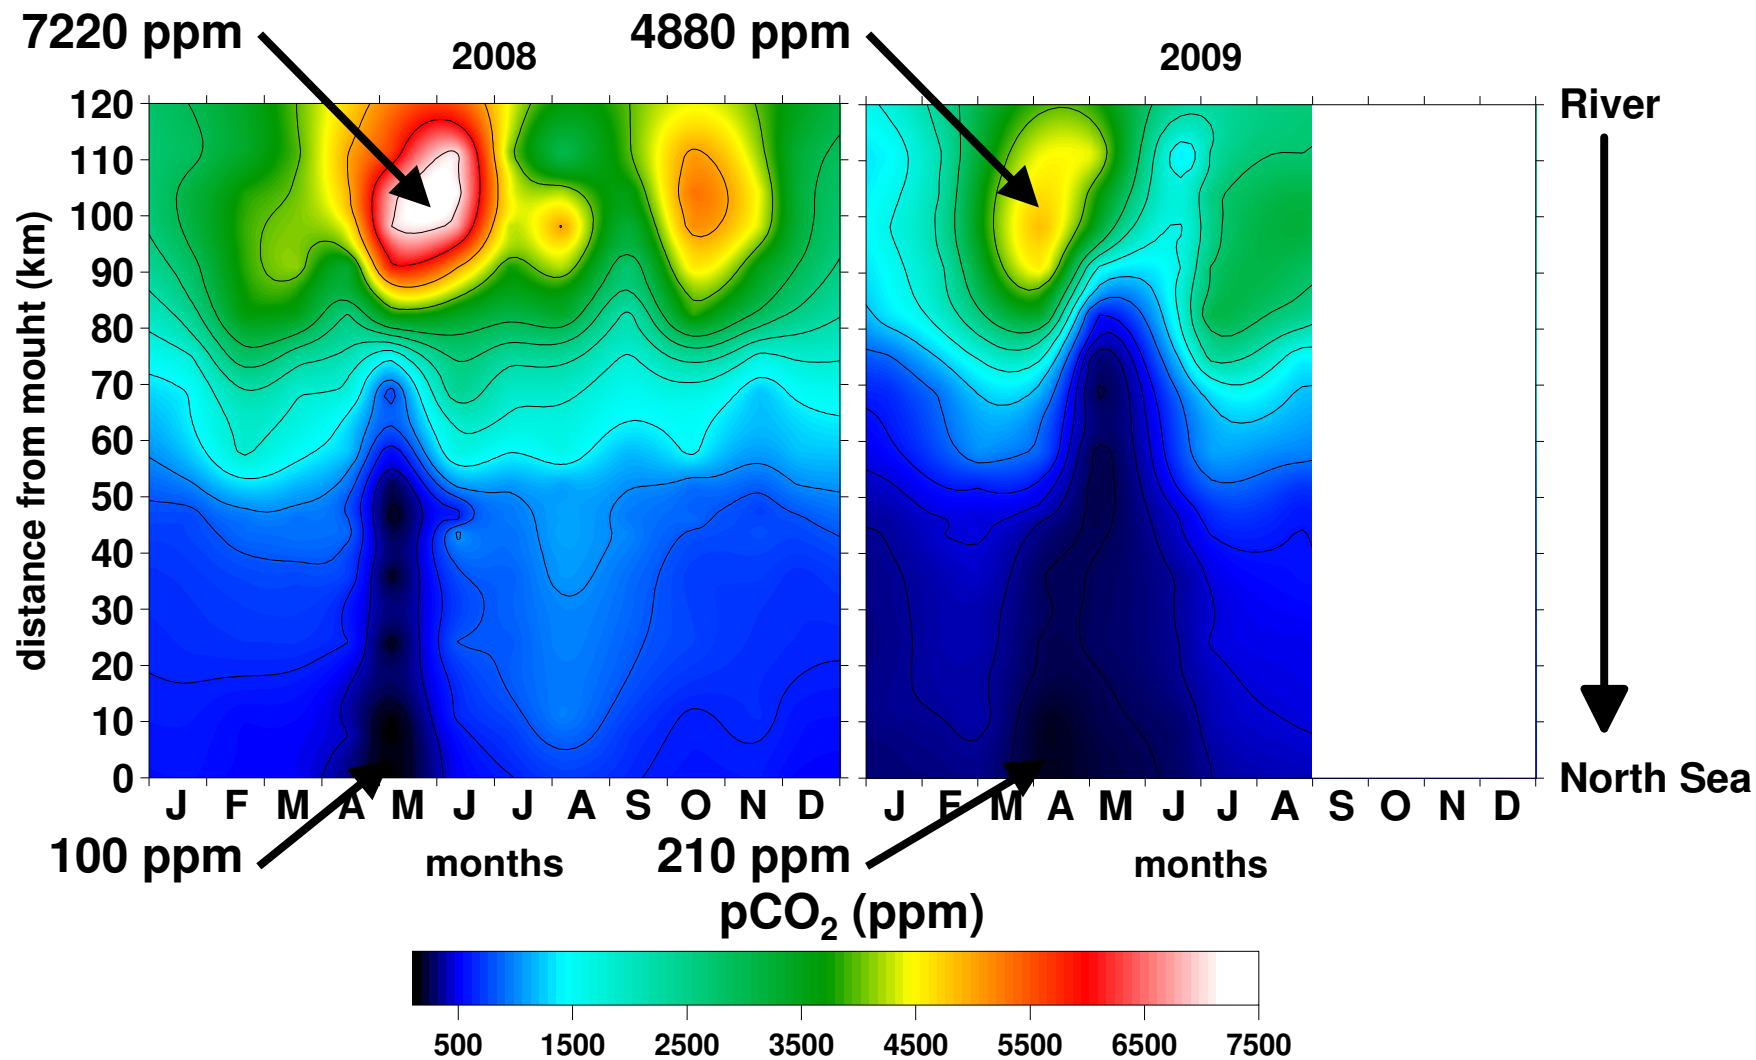 7220 ppm
2008
4880 ppm
2009
River
120
110
100
90
80
70
60
50
40
30
20
10
0
distance from mouht (km)
J F M A M J J A S O N D
J F M A M J J A S O N D
North Sea
100 ppm
months
210 ppm
months
pCO₂ (ppm)
500 1500 2500 3500 4500 5500 6500 7500